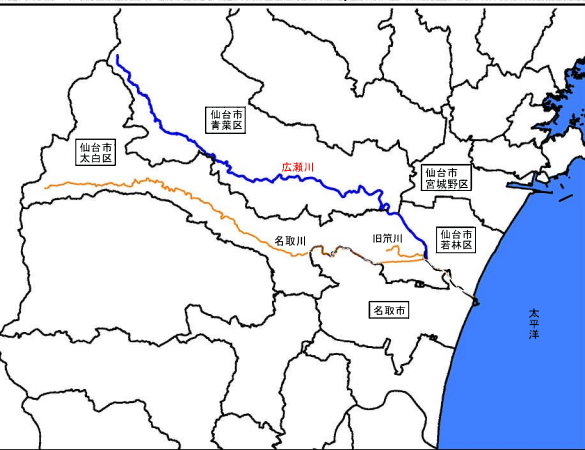 仙台市
青葉区
仙台市
太白区
広瀬川
仙台市
宮城野区
名取川
旧笊川
仙台市
若林区
名取市
太平洋